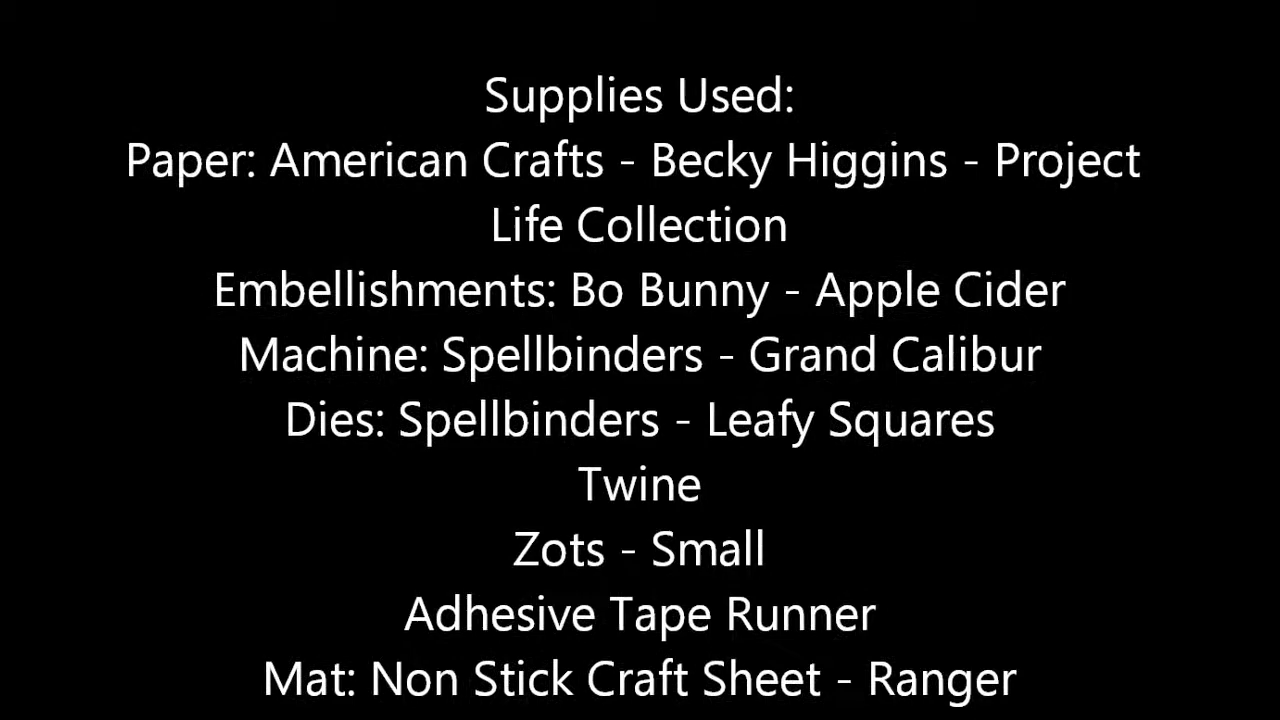 Supplies Used:
Paper: American Crafts - Becky Higgins - Project
Life Collection
Embellishments: Bo Bunny - Apple Cider
Machine: Spellbinders - Grand Calibur
Dies: Spellbinders - Leafy Squares
Twine
Zots - Small
Adhesive Tape Runner
Mat: Non Stick Craft Sheet - Ranger